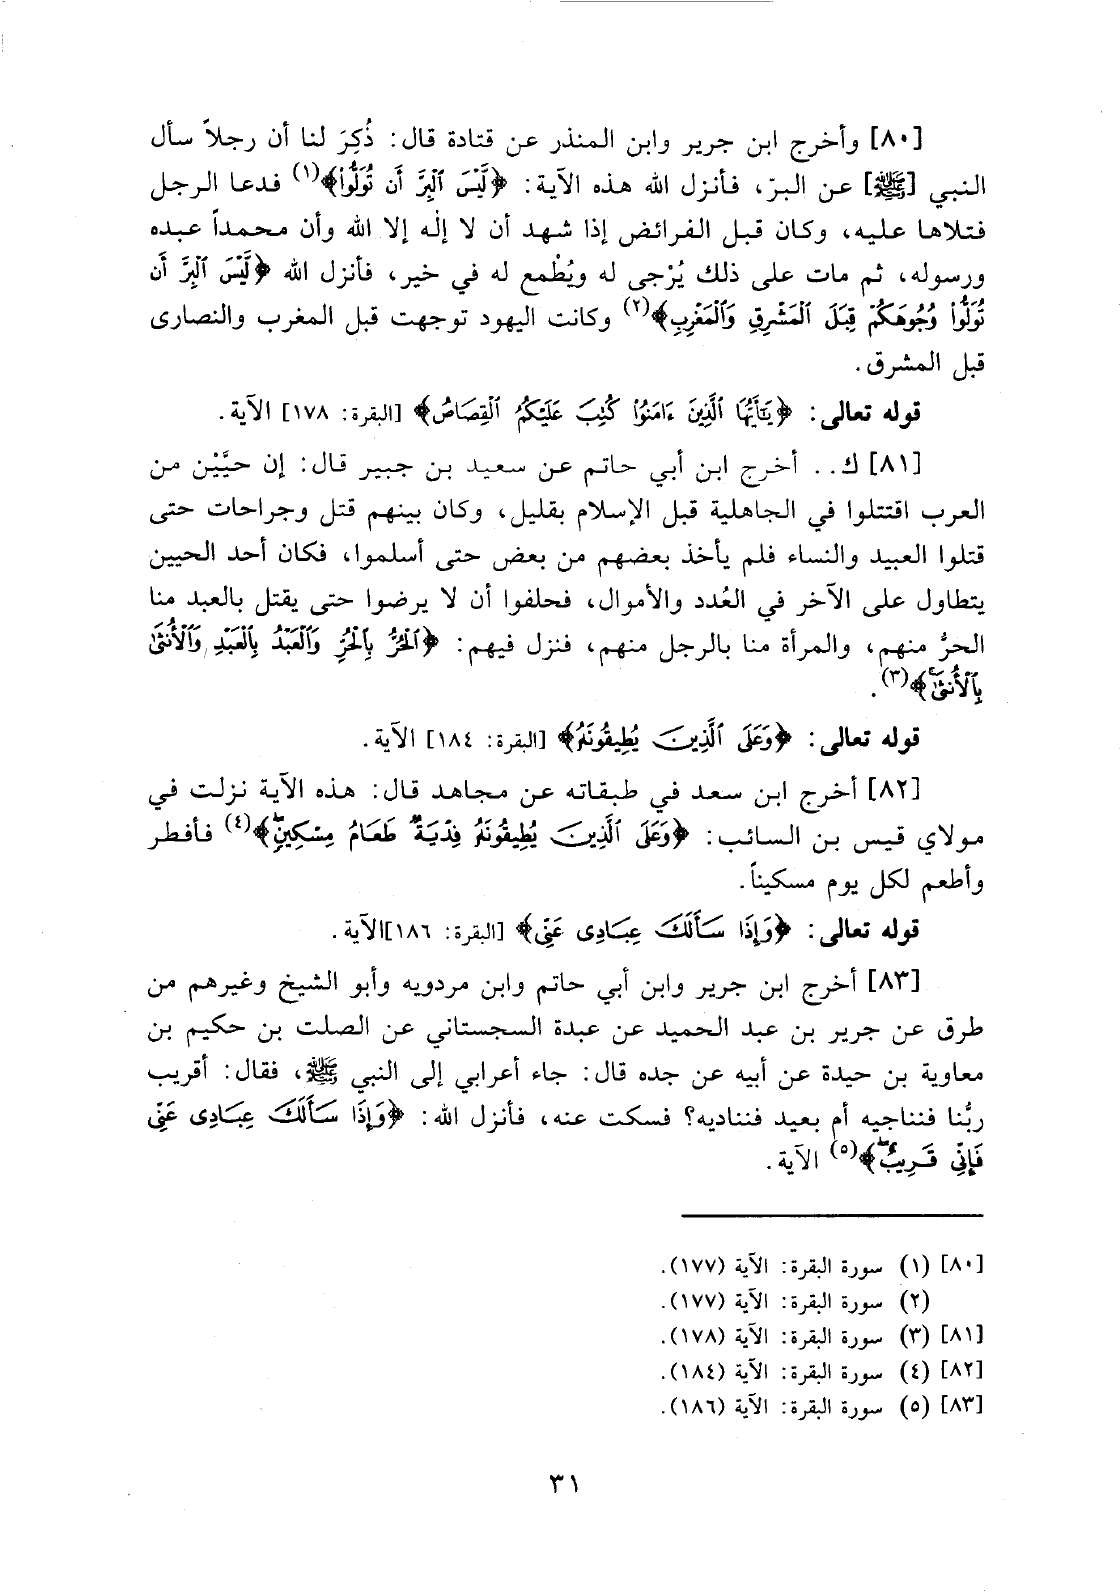 [٨٠] وأخرج ابن جرير وابن المنذر عن قتادة قال: ذُكِرَ لنا أن رجلاً سأل
النبي [ﷺ] عن البرّ، فأنزل الله هذه الآية: ﴿لَّيْسَ ٱلْبِرَّ أَن تُوَلُّوا۟﴾(١) فدعا الرجل
فتلاها عليه، وكان قبل الفرائض إذا شهد أن لا إلٰه إلا الله وأن محمداً عبده
ورسوله، ثم مات على ذلك يُرْجى له ويُطْمع له في خير، فأنزل الله ﴿لَّيْسَ ٱلْبِرَّ أَن
تُوَلُّوا۟ وُجُوهَكُمْ قِبَلَ ٱلْمَشْرِقِ وَٱلْمَغْرِبِ﴾(٢) وكانت اليهود توجهت قبل المغرب والنصارى
قبل المشرق.
قوله تعالى: ﴿يَٰٓأَيُّهَا ٱلَّذِينَ ءَامَنُوا۟ كُتِبَ عَلَيْكُمُ ٱلْقِصَاصُ﴾ [البقرة: ١٧٨] الآية.
[٨١] ك.. أخرج ابن أبي حاتم عن سعيد بن جبير قال: إن حيَّيْن من
العرب اقتتلوا في الجاهلية قبل الإسلام بقليل، وكان بينهم قتل وجراحات حتى
قتلوا العبيد والنساء فلم يأخذ بعضهم من بعض حتى أسلموا، فكان أحد الحيين
يتطاول على الآخر في العُدد والأموال، فحلفوا أن لا يرضوا حتى يقتل بالعبد منا
الحرُّ منهم، والمرأة منا بالرجل منهم، فنزل فيهم: ﴿ٱلْحُرُّ بِٱلْحُرِّ وَٱلْعَبْدُ بِٱلْعَبْدِ وَٱلْأُنثَىٰ
بِٱلْأُنثَىٰ﴾(٣).
قوله تعالى: ﴿وَعَلَى ٱلَّذِينَ يُطِيقُونَهُۥ﴾ [البقرة: ١٨٤] الآية.
[٨٢] أخرج ابن سعد في طبقاته عن مجاهد قال: هذه الآية نزلت في
مولاي قيس بن السائب: ﴿وَعَلَى ٱلَّذِينَ يُطِيقُونَهُۥ فِدْيَةٌ طَعَامُ مِسْكِينٍ﴾(٤) فأفطر
وأطعم لكل يوم مسكيناً.
قوله تعالى: ﴿وَإِذَا سَأَلَكَ عِبَادِى عَنِّى﴾ [البقرة: ١٨٦]الآية.
[٨٣] أخرج ابن جرير وابن أبي حاتم وابن مردويه وأبو الشيخ وغيرهم من
طرق عن جرير بن عبد الحميد عن عبدة السجستاني عن الصلت بن حكيم بن
معاوية بن حيدة عن أبيه عن جده قال: جاء أعرابي إلى النبي ﷺ، فقال: أقريب
ربُّنا فنناجيه أم بعيد فنناديه؟ فسكت عنه، فأنزل الله: ﴿وَإِذَا سَأَلَكَ عِبَادِى عَنِّى
فَإِنِّى قَرِيبٌ﴾(٥) الآية.
[٨٠] (١) سورة البقرة: الآية (١٧٧).
(٢) سورة البقرة: الآية (١٧٧).
[٨١] (٣) سورة البقرة: الآية (١٧٨).
[٨٢] (٤) سورة البقرة: الآية (١٨٤).
[٨٣] (٥) سورة البقرة: الآية (١٨٦).
٣١